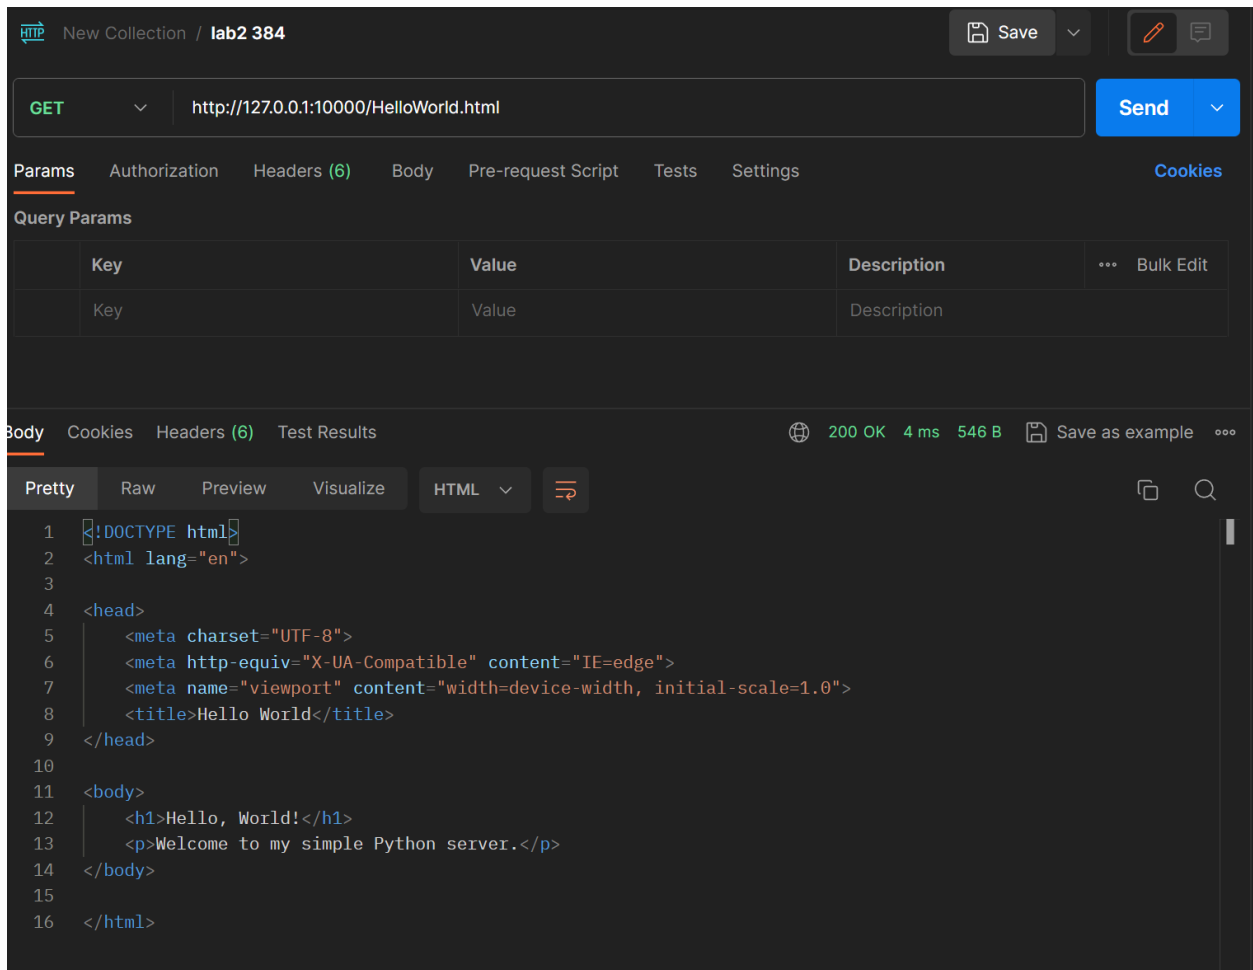 HTTP New Collection / lab2 384 Save
GET http://127.0.0.1:10000/HelloWorld.html Send
Params Authorization Headers (6) Body Pre-request Script Tests Settings Cookies
Query Params
Key Value Description ••• Bulk Edit
Key Value Description
Body Cookies Headers (6) Test Results 200 OK 4 ms 546 B Save as example •••
Pretty Raw Preview Visualize HTML
1 <!DOCTYPE html>
2 <html lang="en">
3
4 <head>
5 <meta charset="UTF-8">
6 <meta http-equiv="X-UA-Compatible" content="IE=edge">
7 <meta name="viewport" content="width=device-width, initial-scale=1.0">
8 <title>Hello World</title>
9 </head>
10
11 <body>
12 <h1>Hello, World!</h1>
13 <p>Welcome to my simple Python server.</p>
14 </body>
15
16 </html>